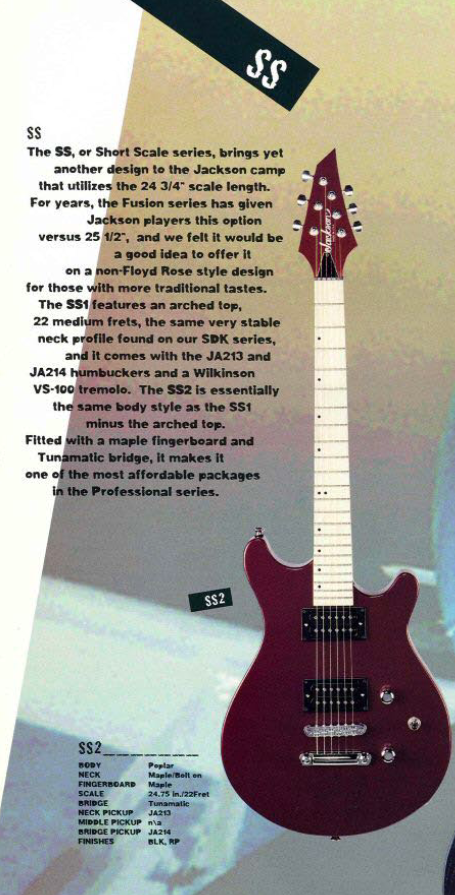 SS
SS
The SS, or Short Scale series, brings yet
another design to the Jackson camp
that utilizes the 24 3/4" scale length.
For years, the Fusion series has given
Jackson players this option
versus 25 1/2", and we felt it would be
a good idea to offer it
on a non-Floyd Rose style design
for those with more traditional tastes.
The SS1 features an arched top,
22 medium frets, the same very stable
neck profile found on our SDK series,
and it comes with the JA213 and
JA214 humbuckers and a Wilkinson
VS-100 tremolo. The SS2 is essentially
the same body style as the SS1
minus the arched top.
Fitted with a maple fingerboard and
Tunamatic bridge, it makes it
one of the most affordable packages
in the Professional series.
Jackson
SS2
SS2
BODY Poplar
NECK Maple/Bolt on
FINGERBOARD Maple
SCALE 24.75 in./22Fret
BRIDGE Tunamatic
NECK PICKUP JA213
MIDDLE PICKUP n\a
BRIDGE PICKUP JA214
FINISHES BLK, RP